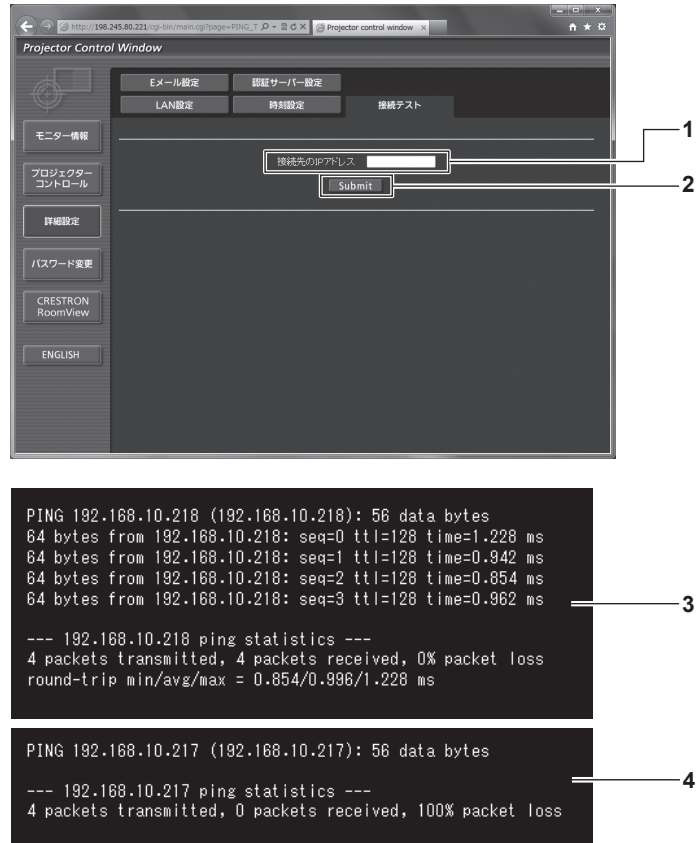 http://198.245.80.221/cgi-bin/main.cgi?page=PING_T
Projector control window
Projector Control Window
Eメール設定 認証サーバー設定
LAN設定 時刻設定 接続テスト
モニター情報
プロジェクター
コントロール
詳細設定
パスワード変更
CRESTRON
RoomView
ENGLISH
接続先のIPアドレス
Submit
1
2
PING 192.168.10.218 (192.168.10.218): 56 data bytes
64 bytes from 192.168.10.218: seq=0 ttl=128 time=1.228 ms
64 bytes from 192.168.10.218: seq=1 ttl=128 time=0.942 ms
64 bytes from 192.168.10.218: seq=2 ttl=128 time=0.854 ms
64 bytes from 192.168.10.218: seq=3 ttl=128 time=0.962 ms
--- 192.168.10.218 ping statistics ---
4 packets transmitted, 4 packets received, 0% packet loss
round-trip min/avg/max = 0.854/0.996/1.228 ms
3
PING 192.168.10.217 (192.168.10.217): 56 data bytes
--- 192.168.10.217 ping statistics ---
4 packets transmitted, 0 packets received, 100% packet loss
4